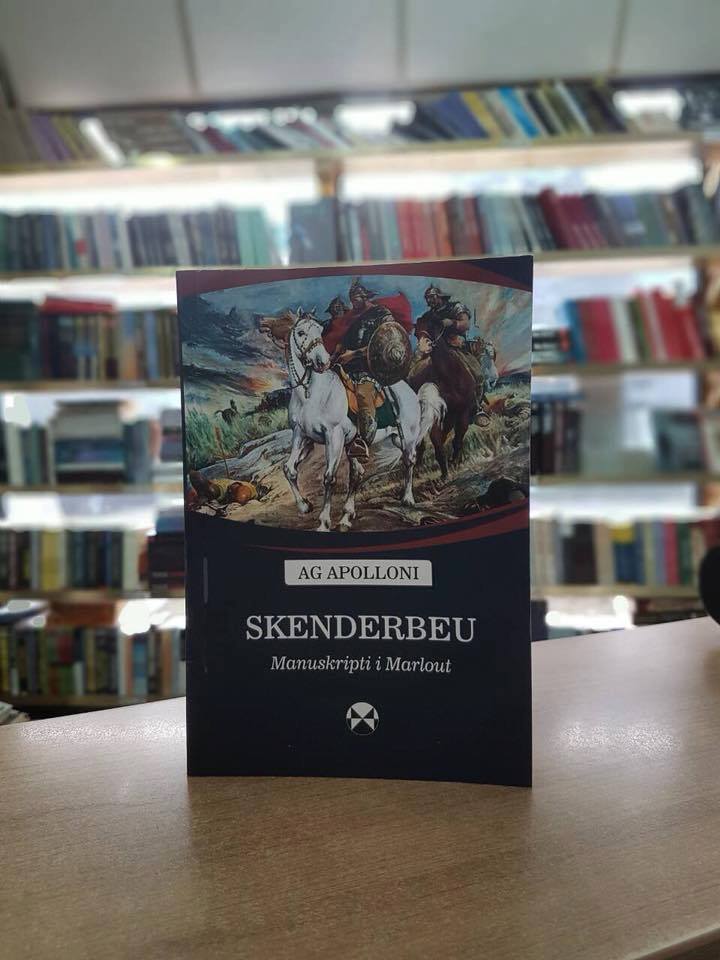 AG APOLLONI
SKENDERBEU
Manuskripti i Marlout